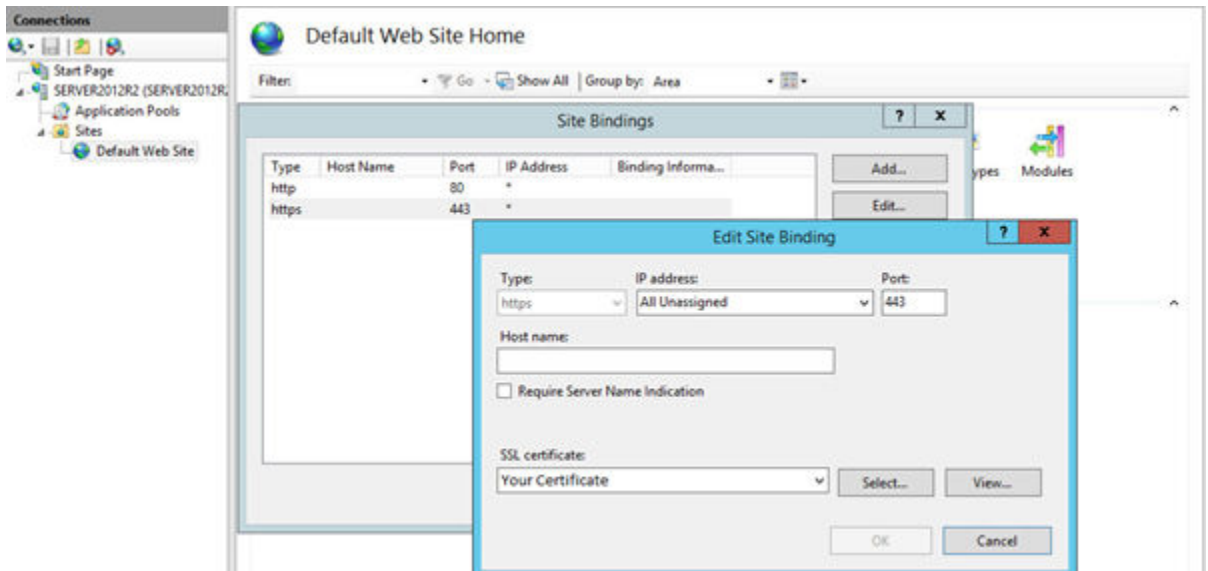 Connections
Start Page
SERVER2012R2 (SERVER2012R
Application Pools
Sites
Default Web Site
Default Web Site Home
Filter: Go Show All Group by: Area
Site Bindings ? x
Type Host Name Port IP Address Binding Informa...
http 80 *
https 443 *
Add...
Edit...
ypes Modules
Edit Site Binding ? x
Type: IP address: Port:
https All Unassigned 443
Host name:
Require Server Name Indication
SSL certificate:
Your Certificate Select... View...
OK Cancel